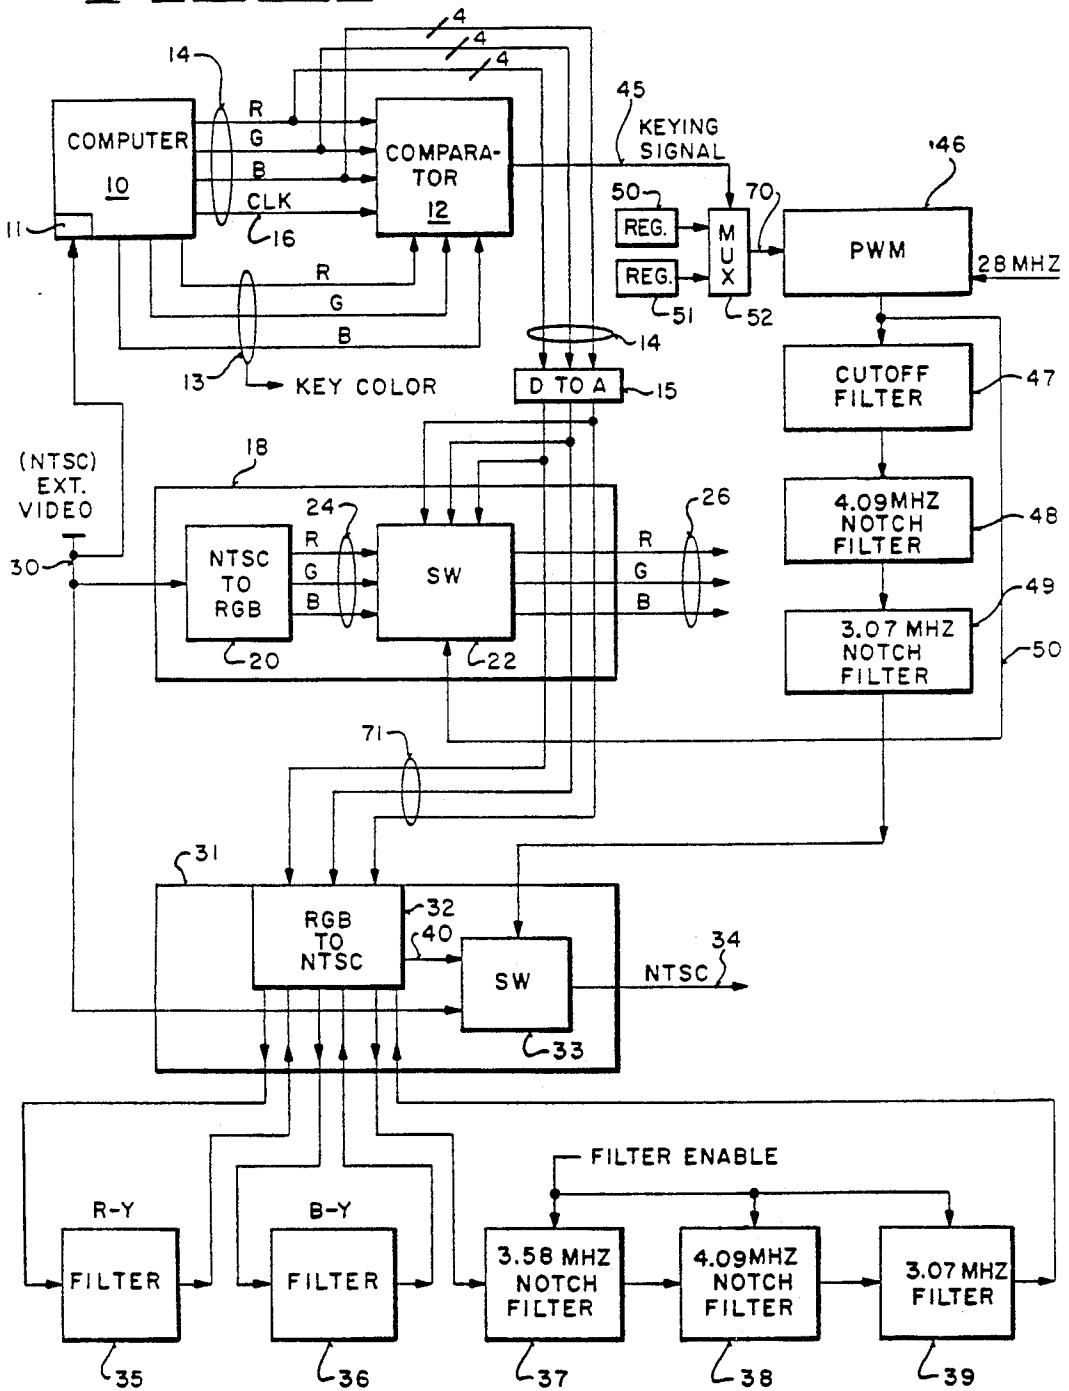 4
4
4
14
COMPUTER
10
11
R
G
B
CLK
16
COMPARA-
TOR
12
45
KEYING
SIGNAL
50
REG.
REG.
51
MUX
52
70
46
PWM
28 MHZ
R
G
B
13
KEY COLOR
14
D TO A
15
CUTOFF
FILTER
47
(NTSC)
EXT.
VIDEO
30
18
NTSC
TO
RGB
20
24
R
G
B
SW
22
26
R
G
B
4.09MHZ
NOTCH
FILTER
48
3.07 MHZ
NOTCH
FILTER
49
50
71
31
RGB
TO
NTSC
32
40
SW
33
NTSC
34
FILTER ENABLE
R-Y
FILTER
35
B-Y
FILTER
36
3.58 MHZ
NOTCH
FILTER
37
4.09MHZ
NOTCH
FILTER
38
3.07 MHZ
FILTER
39